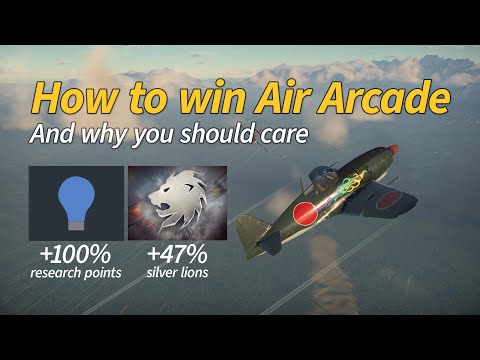 How to win Air Arcade
And why you should care
+100%
research points
+47%
silver lions